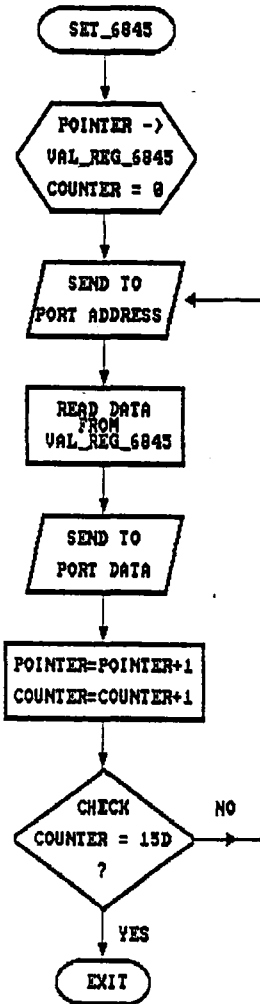 SET_6845
POINTER ->
VAL_REG_6845
COUNTER = 0
SEND TO
PORT ADDRESS
READ DATA
FROM
VAL_REG_6845
SEND TO
PORT DATA
POINTER=POINTER+1
COUNTER=COUNTER+1
CHECK
COUNTER = 15D
?
NO
YES
EXIT